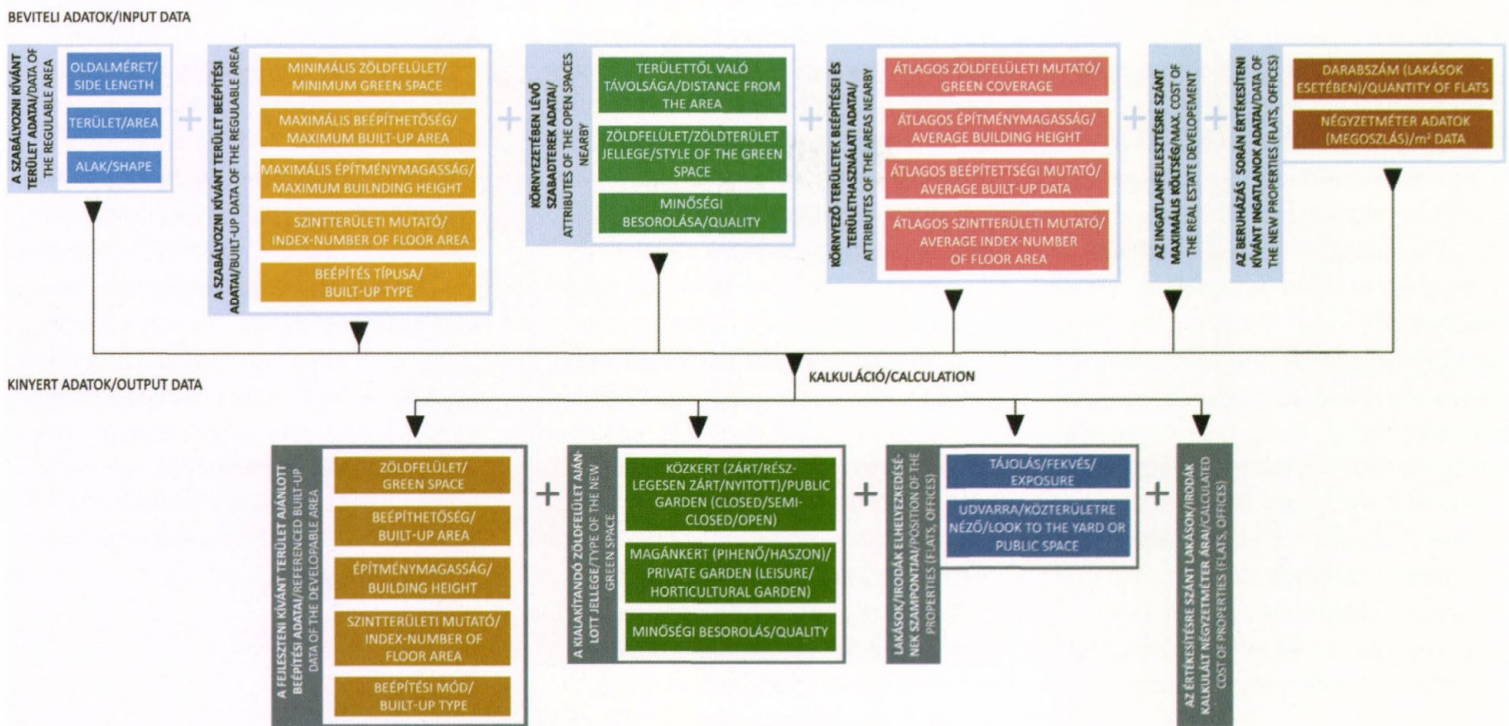 BEVITELI ADATOK/INPUT DATA
A SZABÁLYOZNI KÍVÁNT
TERÜLET ADATAI/DATA OF
THE REGULABLE AREA
OLDALMÉRET/
SIDE LENGTH
TERÜLET/AREA
ALAK/SHAPE
+
A SZABÁLYOZNI KÍVÁNT TERÜLET BEÉPÍTÉSI
ADATAI/BUILT-UP DATA OF THE REGULABLE AREA
MINIMÁLIS ZÖLDFELÜLET/
MINIMUM GREEN SPACE
MAXIMÁLIS BEÉPÍTHETŐSÉG/
MAXIMUM BUILT-UP AREA
MAXIMÁLIS ÉPÍTMÉNYMAGASSÁG/
MAXIMUM BUILNDING HEIGHT
SZINTTERÜLETI MUTATÓ/
INDEX-NUMBER OF FLOOR AREA
BEÉPÍTÉS TÍPUSA/
BUILT-UP TYPE
+
KÖRNYEZETÉBEN LÉVŐ
SZABADTEREK ADATAI/
ATTRIBUTES OF THE OPEN SPACES
NEARBY
TERÜLETTŐL VALÓ
TÁVOLSÁGA/DISTANCE FROM
THE AREA
ZÖLDFELÜLET/ZÖLDTERÜLET
JELLEGE/STYLE OF THE GREEN
SPACE
MINŐSÉGI
BESOROLÁSA/QUALITY
+
KÖRNYEZŐ TERÜLETEK BEÉPÍTÉSI ÉS
TERÜLETHASZNÁLATI ADATAI/
ATTRIBUTES OF THE AREAS NEARBY
ÁTLAGOS ZÖLDFELÜLETI MUTATÓ/
GREEN COVERAGE
ÁTLAGOS ÉPÍTMÉNYMAGASSÁG/
AVERAGE BUILDING HEIGHT
ÁTLAGOS BEÉPÍTETTSÉGI MUTATÓ/
AVERAGE BUILT-UP DATA
ÁTLAGOS SZINTTERÜLETI MUTATÓ/
AVERAGE INDEX-NUMBER
OF FLOOR AREA
+
AZ INGATLANFEJLESZTÉSRE SZÁNT
MAXIMÁLIS KÖLTSÉG/MAX. COST OF
THE REAL ESTATE DEVELOPEMENT
+
AZ BERUHÁZÁS SORÁN ÉRTÉKESÍTENI
KÍVÁNT INGATLANOK ADATAI/DATA OF
THE NEW PROPERTIES (FLATS, OFFICES)
DARABSZÁM (LAKÁSOK
ESETÉBEN)/QUANTITY OF FLATS
NÉGYZETMÉTER ADATOK
(MEGOSZLÁS)/m² DATA
KINYERT ADATOK/OUTPUT DATA
KALKULÁCIÓ/CALCULATION
A FEJLESZTENI KÍVÁNT TERÜLET AJÁNLOTT
BEÉPÍTÉSI ADATAI/REFERENCED BUILT-UP
DATA OF THE DEVELOPABLE AREA
ZÖLDFELÜLET/
GREEN SPACE
BEÉPÍTHETŐSÉG/
BUILT-UP AREA
ÉPÍTMÉNYMAGASSÁG/
BUILDING HEIGHT
SZINTTERÜLETI MUTATÓ/
INDEX-NUMBER OF
FLOOR AREA
BEÉPÍTÉSI MÓD/
BUILT-UP TYPE
+
A KIALAKÍTANDÓ ZÖLDFELÜLET AJÁN-
LOTT JELLEGE/TYPE OF THE NEW
GREEN SPACE
KÖZKERT (ZÁRT/RÉSZ-
LEGESEN ZÁRT/NYITOTT)/PUBLIC
GARDEN (CLOSED/SEMI-
CLOSED/OPEN)
MAGÁNKERT (PIHENŐ/HASZON)/
PRIVATE GARDEN (LEISURE/
HORTICULTURAL GARDEN)
MINŐSÉGI BESOROLÁS/QUALITY
+
LAKÁSOK/IRODÁK ELHELYEZKEDÉSÉ-
NEK SZAMPONTJAI/POSITION OF THE
PROPERTIES (FLATS, OFFICES)
TÁJOLÁS/FEKVÉS/
EXPOSURE
UDVARRA/KÖZTERÜLETRE
NÉZŐ/LOOK TO THE YARD OR
PUBLIC SPACE
+
AZ ÉRTÉKESÍTÉSRE SZÁNT LAKÁSOK/IRODÁK
KALKULÁLT NÉGYZETMÉTER ÁRAI/CALCULATED
COST OF PROPERTIES (FLATS, OFFICES)